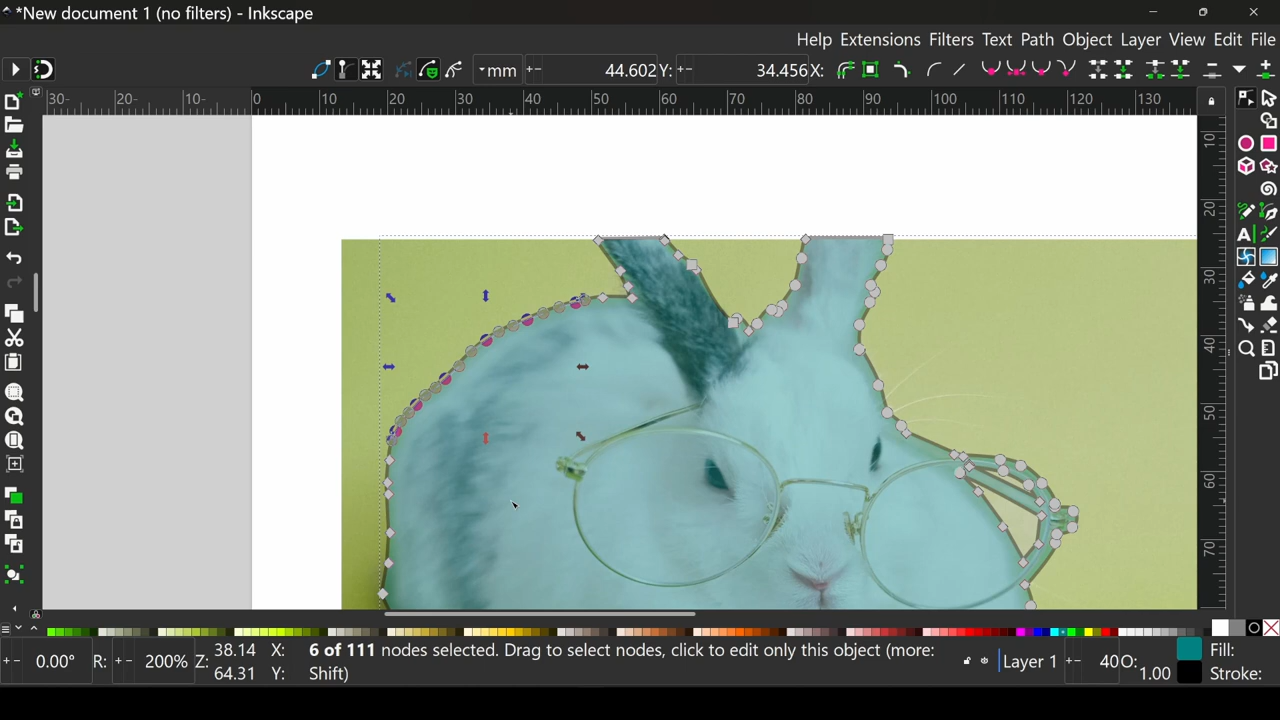 *New document 1 (no filters) - Inkscape
Help Extensions Filters Text Path Object Layer View Edit File
mm 44.602 Y: 34.456 X:
30- 20- 10- 0 10 20 30 40 50 60 70 80 90 100 110 120 130
10
20
30
40
50
60
70
0.00° R: 200% Z: 38.14 X: 6 of 111 nodes selected. Drag to select nodes, click to edit only this object (more: Layer 1 40 O: Fill:
64.31 Y: Shift) 1.00 Stroke: